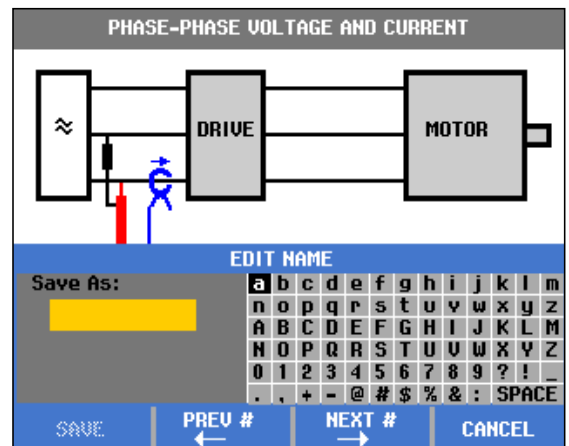 PHASE-PHASE VOLTAGE AND CURRENT
≈
DRIVE
MOTOR
EDIT NAME
Save As:
a b c d e f g h i j k l m
n o p q r s t u v w x y z
A B C D E F G H I J K L M
N O P Q R S T U V W X Y Z
0 1 2 3 4 5 6 7 8 9 ? ! _
. , + - @ # $ % & : SPACE
SAVE
PREV #
←
NEXT #
→
CANCEL